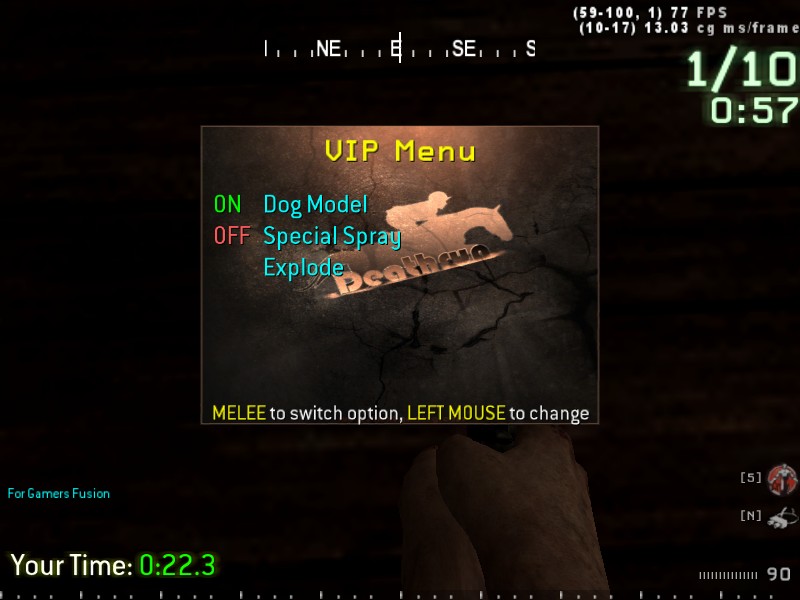 (59-100, 1) 77 FPS
(10-17) 13.03 cg ms/frame
NE E SE S
1/10
0:57
VIP Menu
ON Dog Model
OFF Special Spray
Explode
Deathrun
MELEE to switch option, LEFT MOUSE to change
For Gamers Fusion
[5]
[N]
Your Time: 0:22.3
90